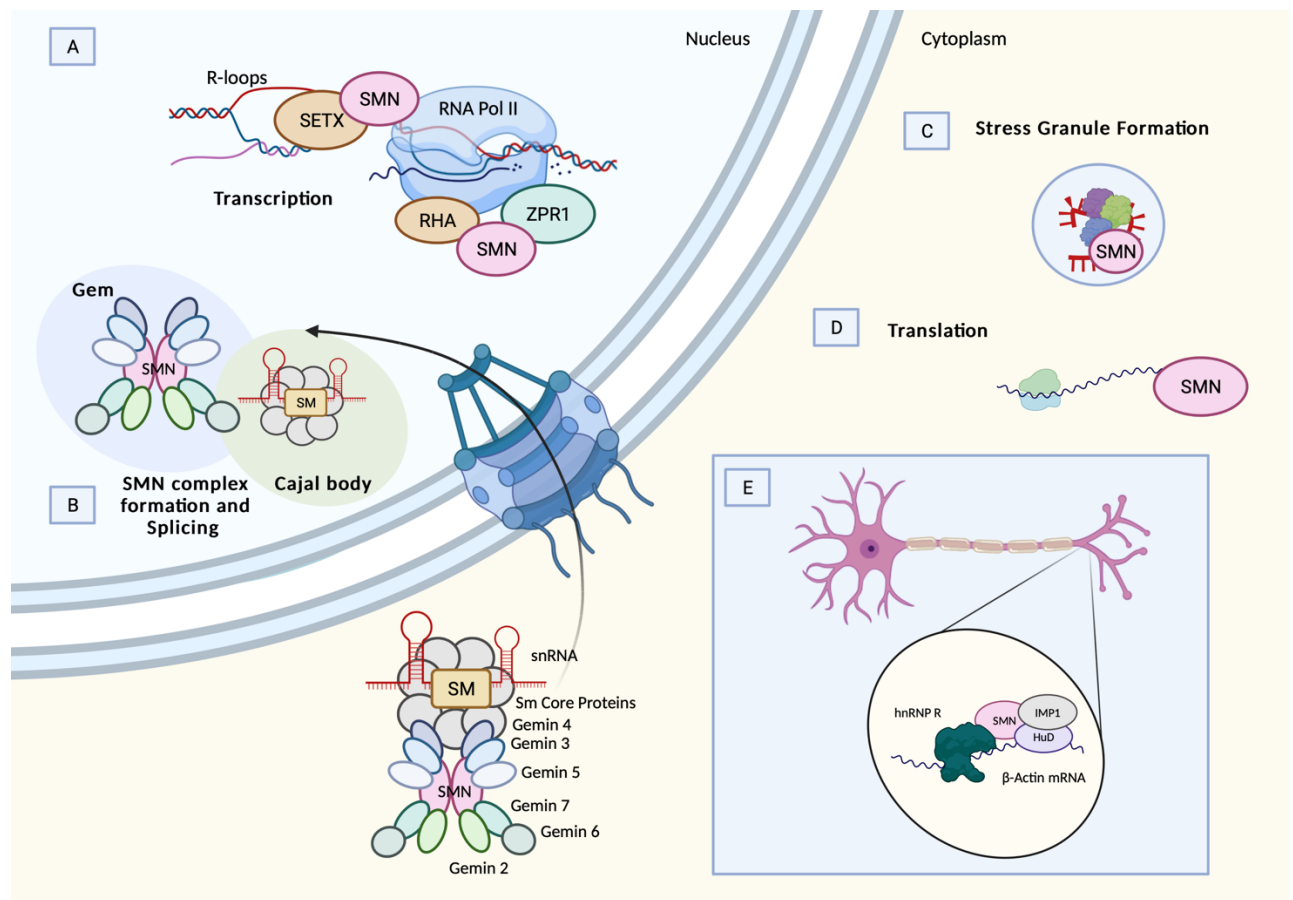 A
Nucleus
Cytoplasm
R-loops
SMN
SETX
RNA Pol II
Transcription
RHA
ZPR1
SMN
C
Stress Granule Formation
SMN
D
Translation
SMN
Gem
SMN
SM
Cajal body
B
SMN complex
formation and
Splicing
snRNA
SM
Sm Core Proteins
Gemin 4
Gemin 3
Gemin 5
SMN
Gemin 7
Gemin 6
Gemin 2
E
hnRNP R
SMN
IMP1
HuD
β-Actin mRNA